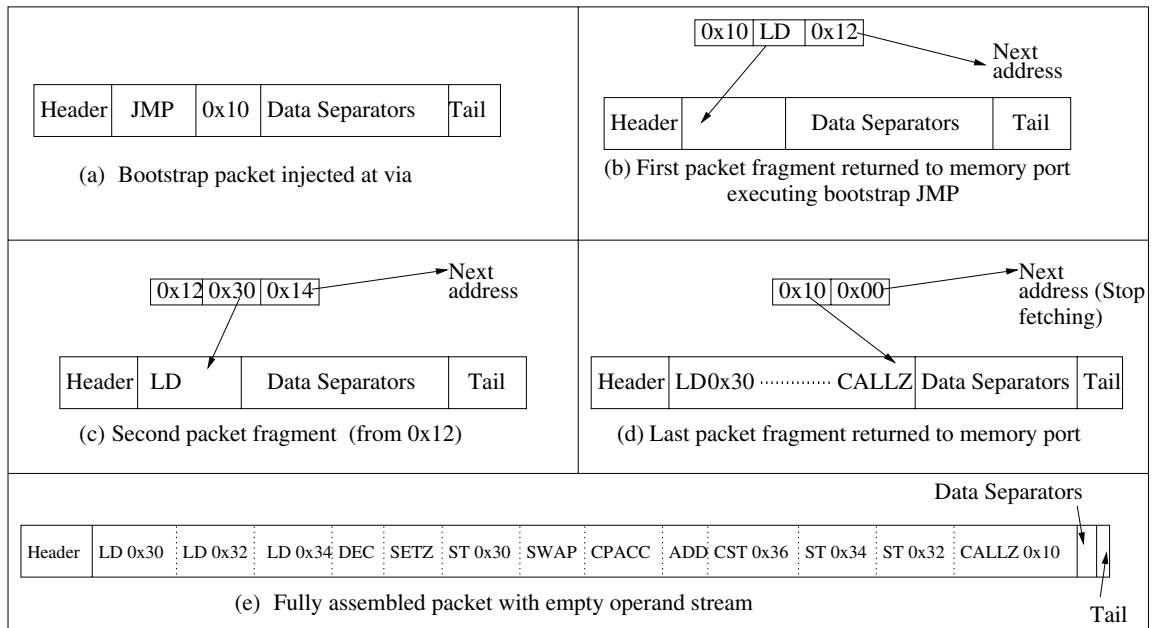 Header JMP 0x10 Data Separators Tail
(a) Bootstrap packet injected at via
0x10 LD 0x12
Next
address
Header Data Separators Tail
(b) First packet fragment returned to memory port
executing bootstrap JMP
0x12 0x30 0x14
Next
address
Header LD Data Separators Tail
(c) Second packet fragment (from 0x12)
0x10 0x00
Next
address (Stop
fetching)
Header LD0x30 ............. CALLZ Data Separators Tail
(d) Last packet fragment returned to memory port
Data Separators
Header LD 0x30 LD 0x32 LD 0x34 DEC SETZ ST 0x30 SWAP CPACC ADD CST 0x36 ST 0x34 ST 0x32 CALLZ 0x10
(e) Fully assembled packet with empty operand stream
Tail